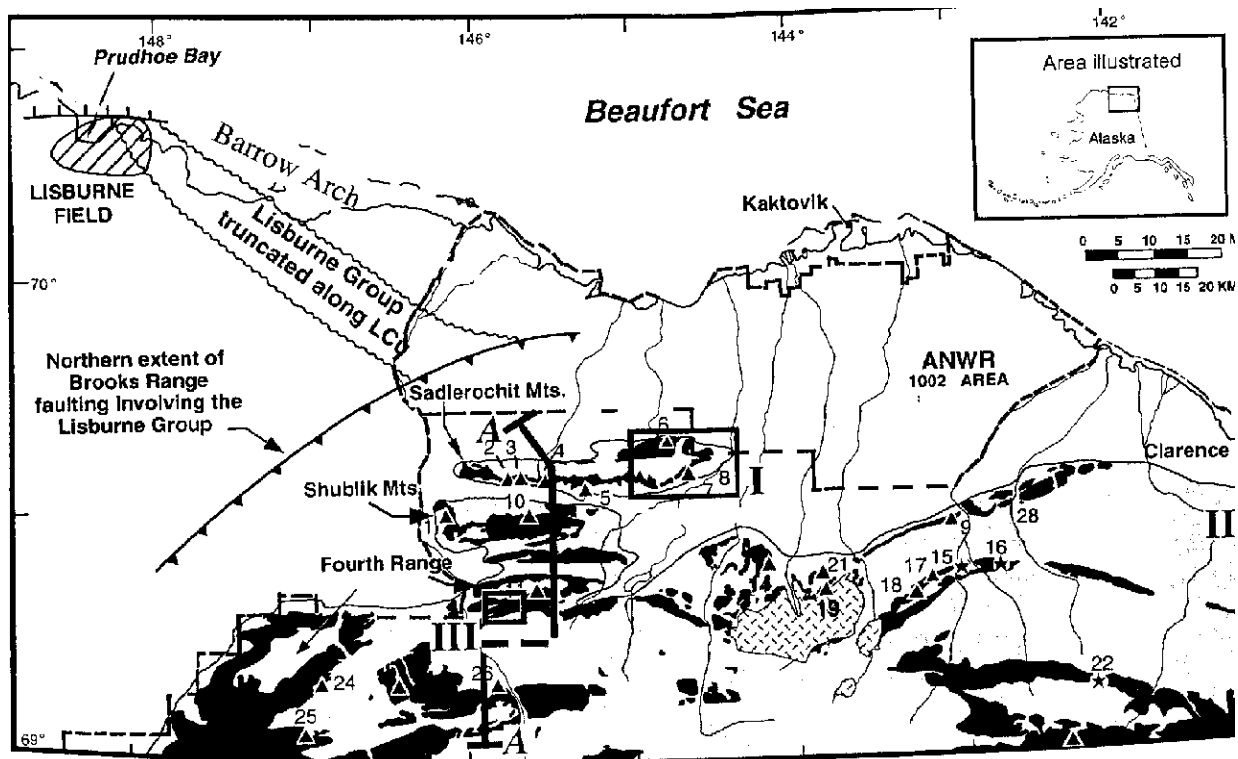 148°
146°
144°
142°
Prudhoe Bay
Area illustrated
Alaska
Beaufort Sea
Barrow Arch
LISBURNE
FIELD
Kaktovik
Lisburne Group
truncated along LCu
0 5 10 15 20 M
0 5 10 15 20 KM
70°
Northern extent of
Brooks Range
faulting Involving the
Lisburne Group
ANWR
1002 AREA
Sadlerochit Mts.
A
2
3
4
6
8
I
5
Clarence
Shublik Mts.
10
1
9
28
II
Fourth Range
14
21
19
15
16
17
18
III
22
24
26
25
A
69°